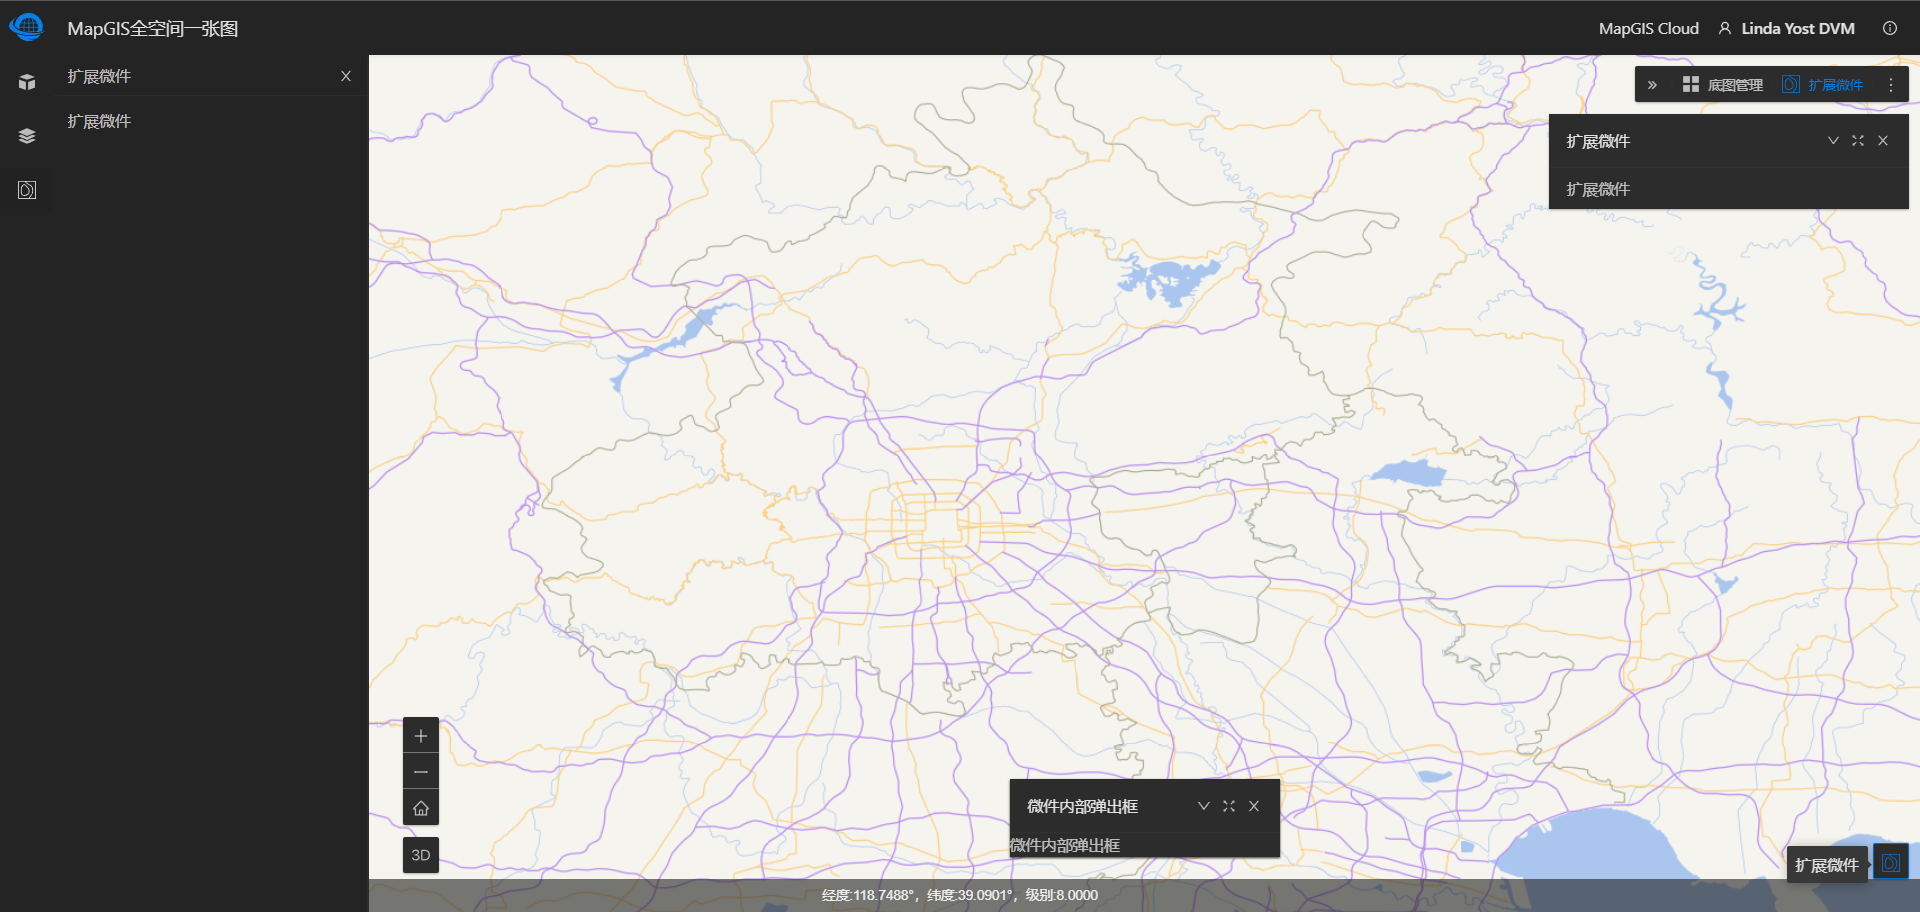 MapGIS全空间一张图
MapGIS Cloud
Linda Yost DVM
扩展微件
扩展微件
底图管理
扩展微件
扩展微件
扩展微件
微件内部弹出框
微件内部弹出框
3D
扩展微件
经度:118.7488°, 纬度:39.0901°, 级别:8.0000